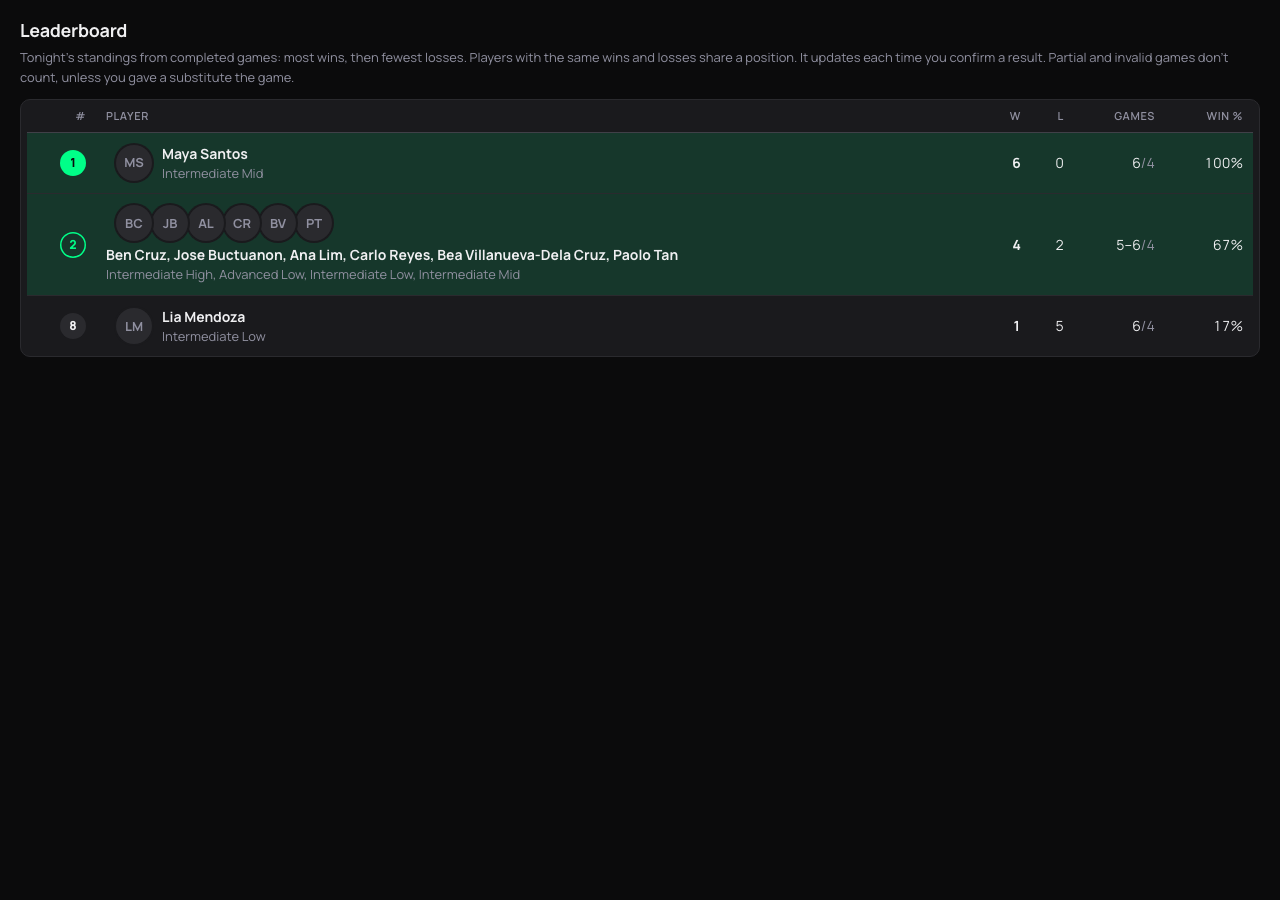 Leaderboard
Tonight's standings from completed games: most wins, then fewest losses. Players with the same wins and losses share a position. It updates each time you confirm a result. Partial and invalid games don't
count, unless you gave a substitute the game.
# PLAYER W L GAMES WIN %
1 MS Maya Santos 6 0 6/4 100%
Intermediate Mid
BC JB AL CR BV PT
2 4 2 5–6/4 67%
Ben Cruz, Jose Buctuanon, Ana Lim, Carlo Reyes, Bea Villanueva-Dela Cruz, Paolo Tan
Intermediate High, Advanced Low, Intermediate Low, Intermediate Mid
8 LM Lia Mendoza 1 5 6/4 17%
Intermediate Low